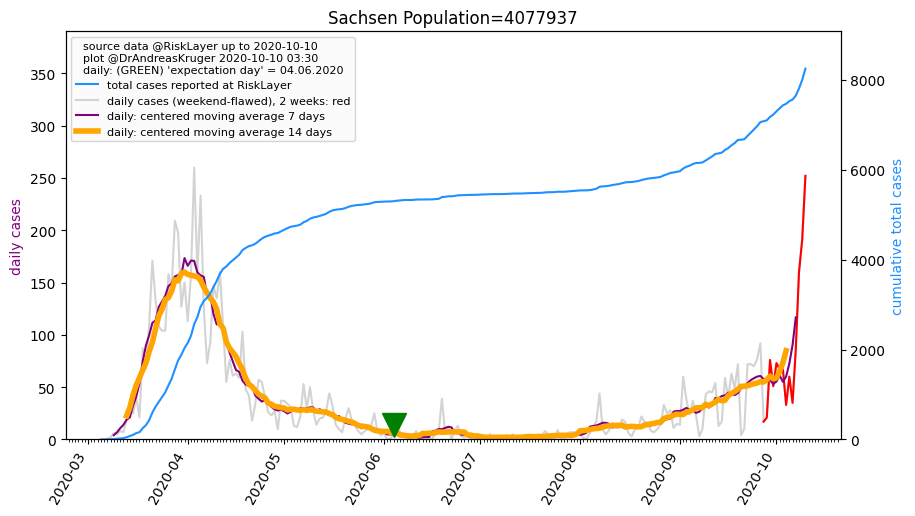 Sachsen Population=4077937
source data @RiskLayer up to 2020-10-10
plot @DrAndreasKruger 2020-10-10 03:30
daily: (GREEN) 'expectation day' = 04.06.2020
total cases reported at RiskLayer
daily cases (weekend-flawed), 2 weeks: red
daily: centered moving average 7 days
daily: centered moving average 14 days
daily cases
350
300
250
200
150
100
50
0
cumulative total cases
8000
6000
4000
2000
0
2020-03
2020-04
2020-05
2020-06
2020-07
2020-08
2020-09
2020-10